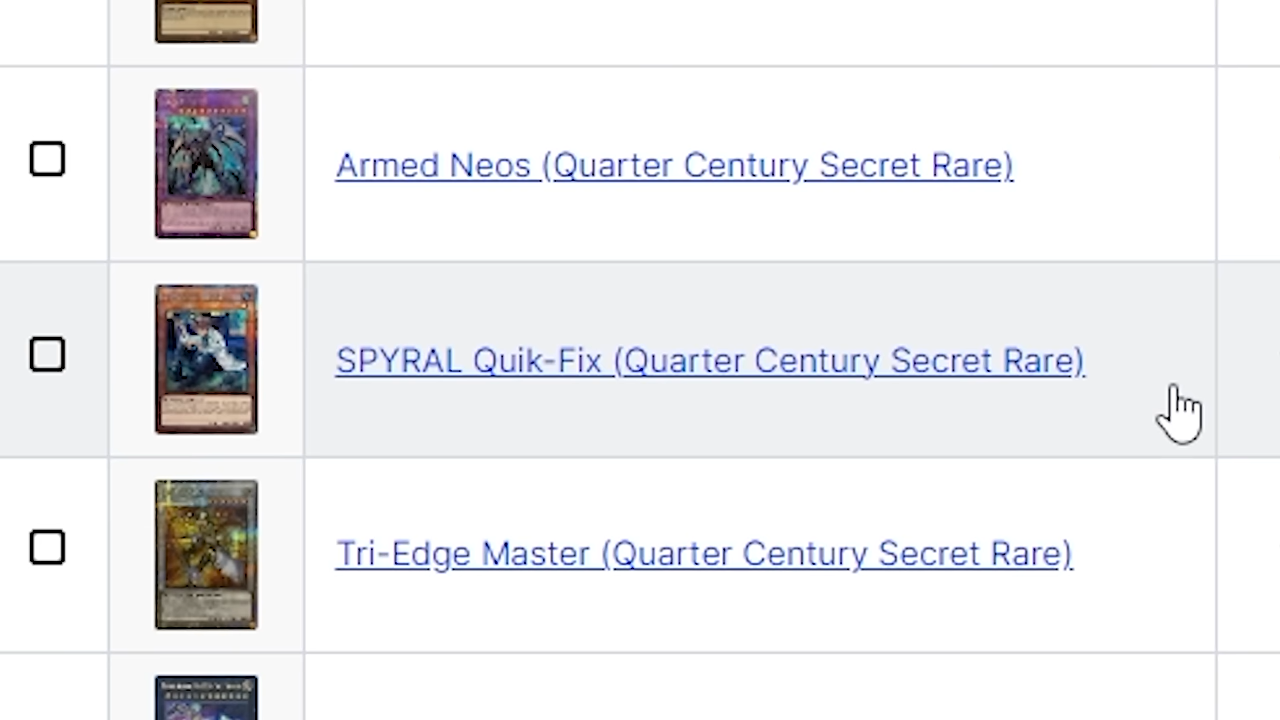 Armed Neos (Quarter Century Secret Rare)
SPYRAL Quik-Fix (Quarter Century Secret Rare)
Tri-Edge Master (Quarter Century Secret Rare)